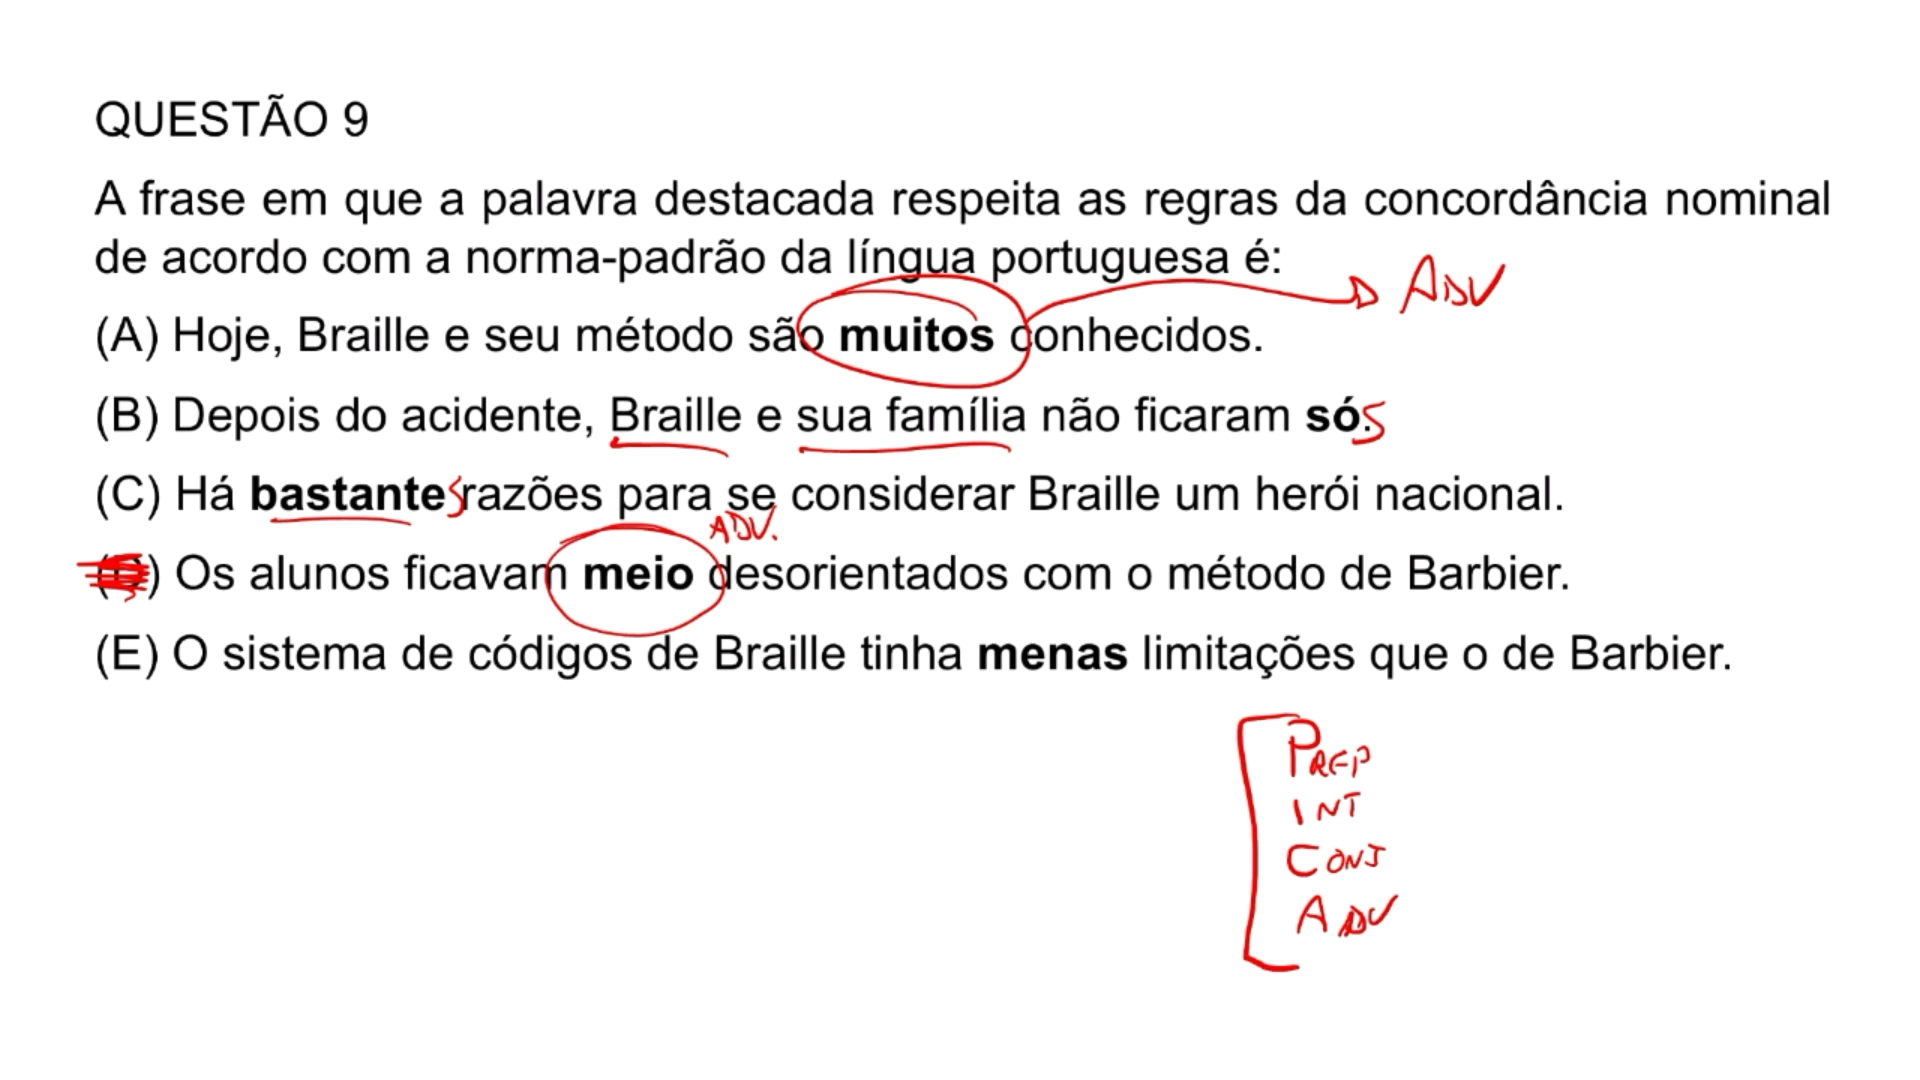 QUESTÃO 9
A frase em que a palavra destacada respeita as regras da concordância nominal
de acordo com a norma-padrão da língua portuguesa é:
ADV
(A) Hoje, Braille e seu método são muitos conhecidos.
(B) Depois do acidente, Braille e sua família não ficaram só.s
(C) Há bastantes razões para se considerar Braille um herói nacional.
ADV.
(D) Os alunos ficavam meio desorientados com o método de Barbier.
(E) O sistema de códigos de Braille tinha menas limitações que o de Barbier.
PREP
INT
CONJ
ADV